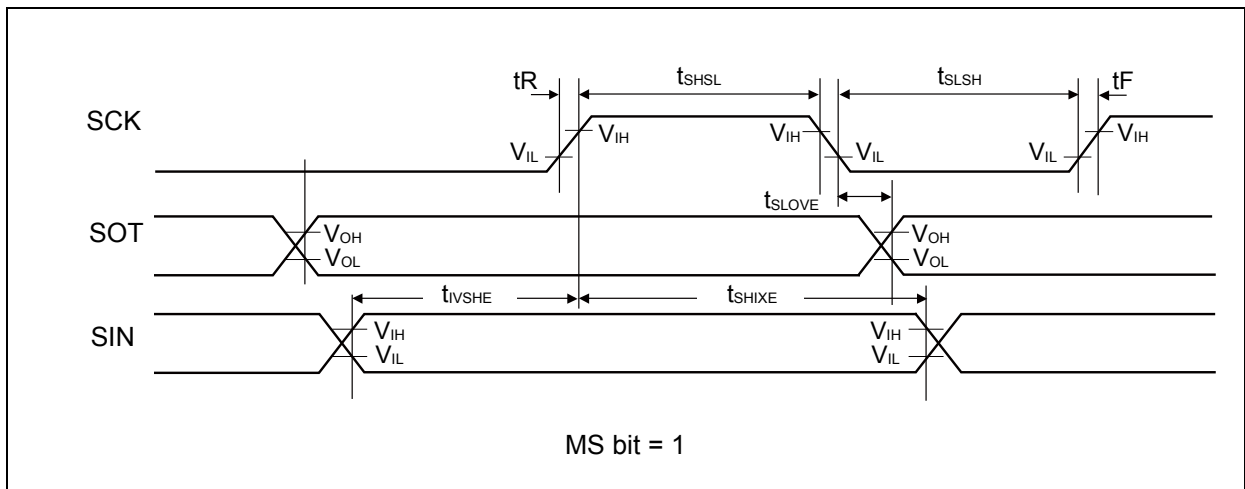 tR tSHSL tSLSH tF
SCK
VIH VIH VIH
VIL VIL VIL
tSLOVE
SOT
VOH VOH
VOL VOL
tIVSHE tSHIXE
SIN
VIH VIH
VIL VIL
MS bit = 1